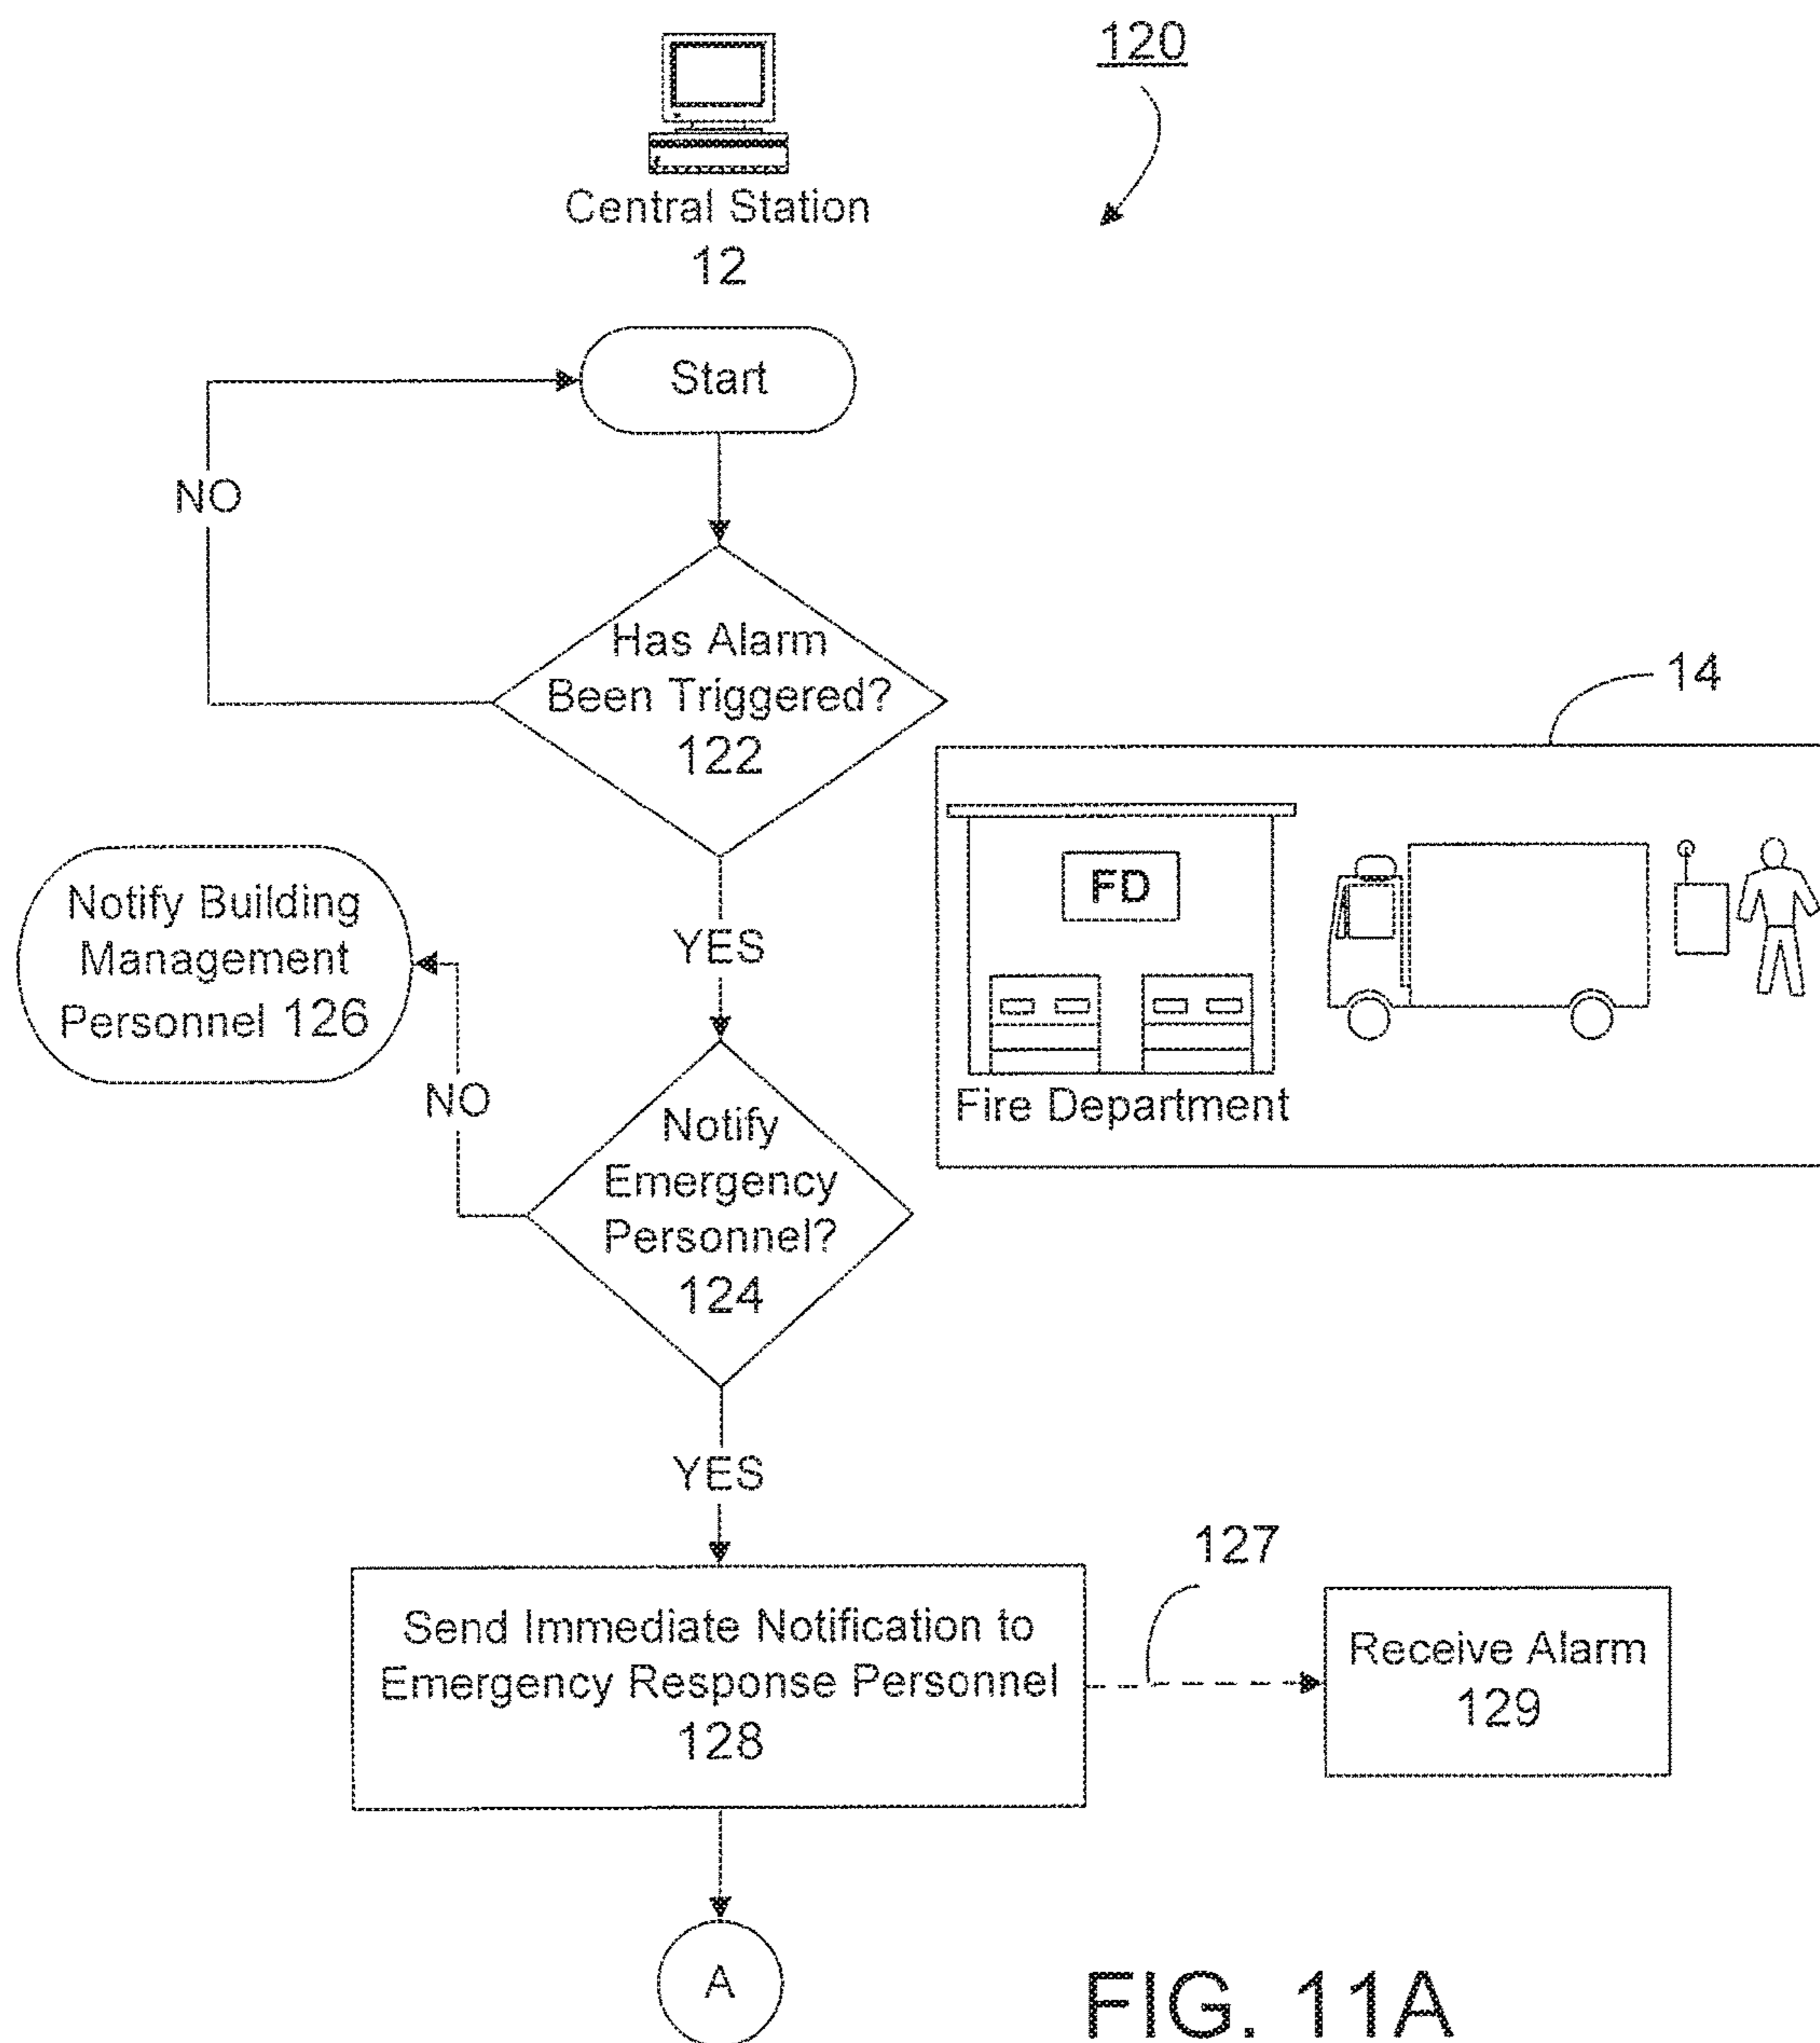 120
Central Station
12
Start
NO
Has Alarm
Been Triggered?
122
14
FD
Fire Department
YES
Notify Building
Management
Personnel 126
NO
Notify
Emergency
Personnel?
124
YES
127
Send Immediate Notification to
Emergency Response Personnel
128
Receive Alarm
129
A
FIG. 11A